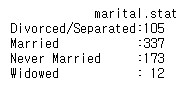 marital.stat
Divorced/Separated:105
Married           :337
Never Married     :173
Widowed           : 12